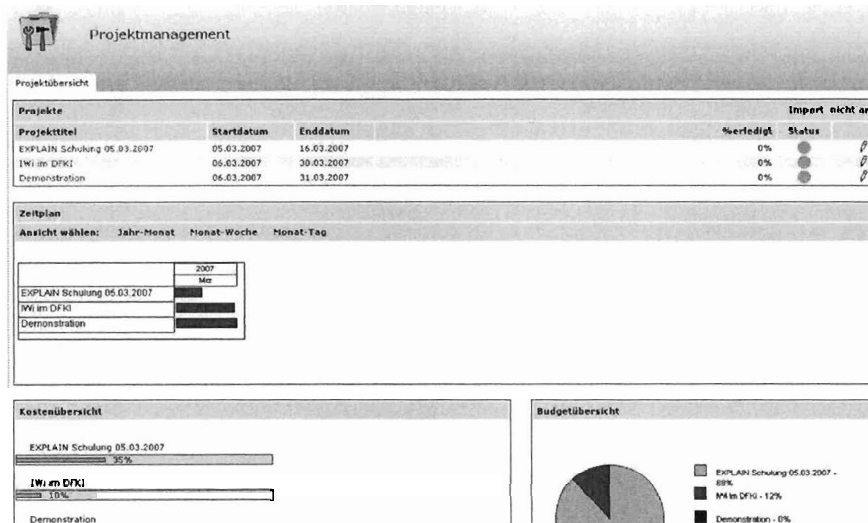 Projektmanagement
Projektübersicht
Projekte Import nicht
Projekttitel Startdatum Enddatum %erledigt Status
EXPLAIN Schulung 05.03.2007 05.03.2007 16.03.2007 0%
IWi im DFKI 06.03.2007 30.03.2007 0%
Demonstration 06.03.2007 31.03.2007 0%
Zeitplan
Ansicht wählen: Jahr-Monat Monat-Woche Monat-Tag
2007
EXPLAIN Schulung 05.03.2007
IWi im DFKI
Demonstration
Kostenübersicht Budgetübersicht
EXPLAIN Schulung 05.03.2007
35%
IWi im DFKI
10%
Demonstration
EXPLAIN Schulung 05.03.2007 -
88%
IWi im DFKI - 12%
Demonstration - 0%